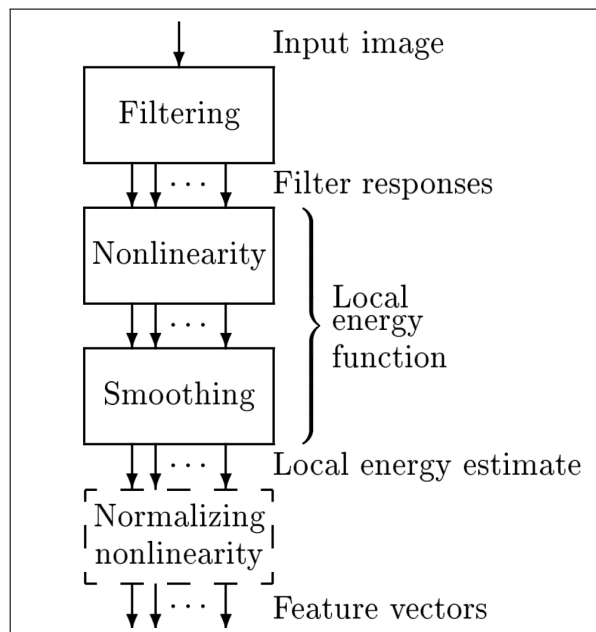 Input image
Filtering
. . .
Filter responses
Nonlinearity
Local
energy
function
. . .
Smoothing
. . .
Local energy estimate
Normalizing
nonlinearity
. . .
Feature vectors